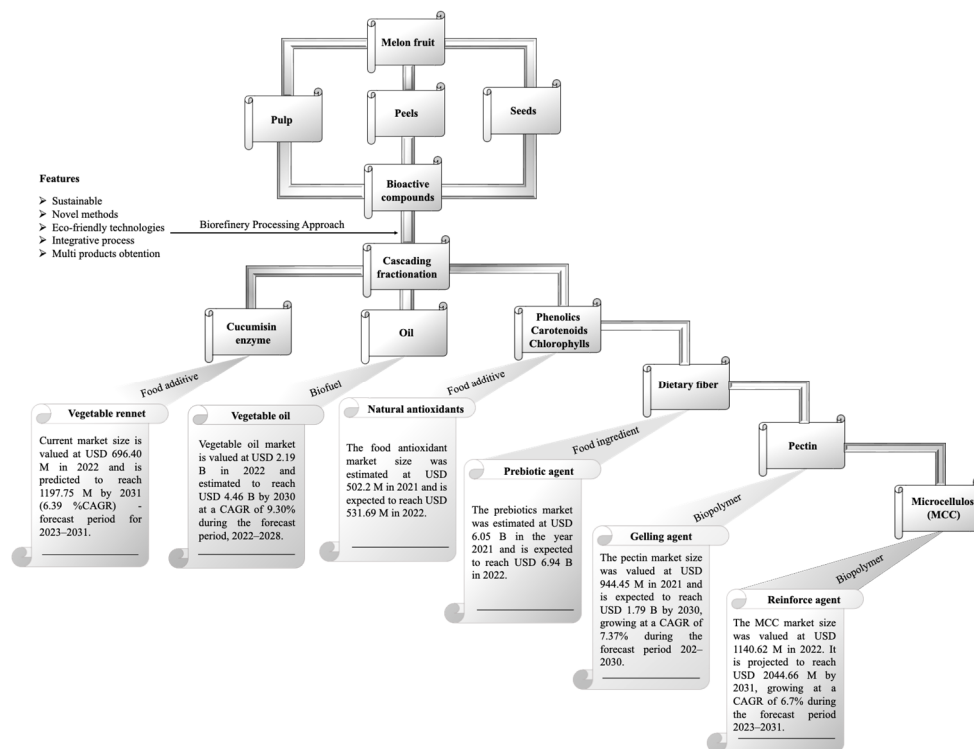 Melon fruit
Pulp
Peels
Seeds
Bioactive
compounds
Features
➢ Sustainable
➢ Novel methods
➢ Eco-friendly technologies
➢ Integrative process
➢ Multi products obtention
Biorefinery Processing Approach
Cascading
fractionation
Cucumisin
enzyme
Oil
Phenolics
Carotenoids
Chlorophylls
Dietary fiber
Pectin
Microcellulos
(MCC)
Food additive
Vegetable rennet
Current market size is
valued at USD 696.40
M in 2022 and is
predicted to reach
1197.75 M by 2031
(6.39 %CAGR) -
forecast period for
2023–2031.
Biofuel
Vegetable oil
Vegetable oil market
is valued at USD 2.19
B in 2022 and
estimated to reach
USD 4.46 B by 2030
at a CAGR of 9.30%
during the forecast
period, 2022–2028.
Food additive
Natural antioxidants
The food antioxidant
market size was
estimated at USD
502.2 M in 2021 and is
expected to reach USD
531.69 M in 2022.
Food ingredient
Prebiotic agent
The prebiotics market
was estimated at USD
6.05 B in the year
2021 and is expected
to reach USD 6.94 B
in 2022.
Biopolymer
Gelling agent
The pectin market size
was valued at USD
944.45 M in 2021 and
is expected to reach
USD 1.79 B by 2030,
growing at a CAGR of
7.37% during the
forecast period 202–
2030.
Biopolymer
Reinforce agent
The MCC market size
was valued at USD
1140.62 M in 2022. It
is projected to reach
USD 2044.66 M by
2031, growing at a
CAGR of 6.7% during
the forecast period
2023–2031.